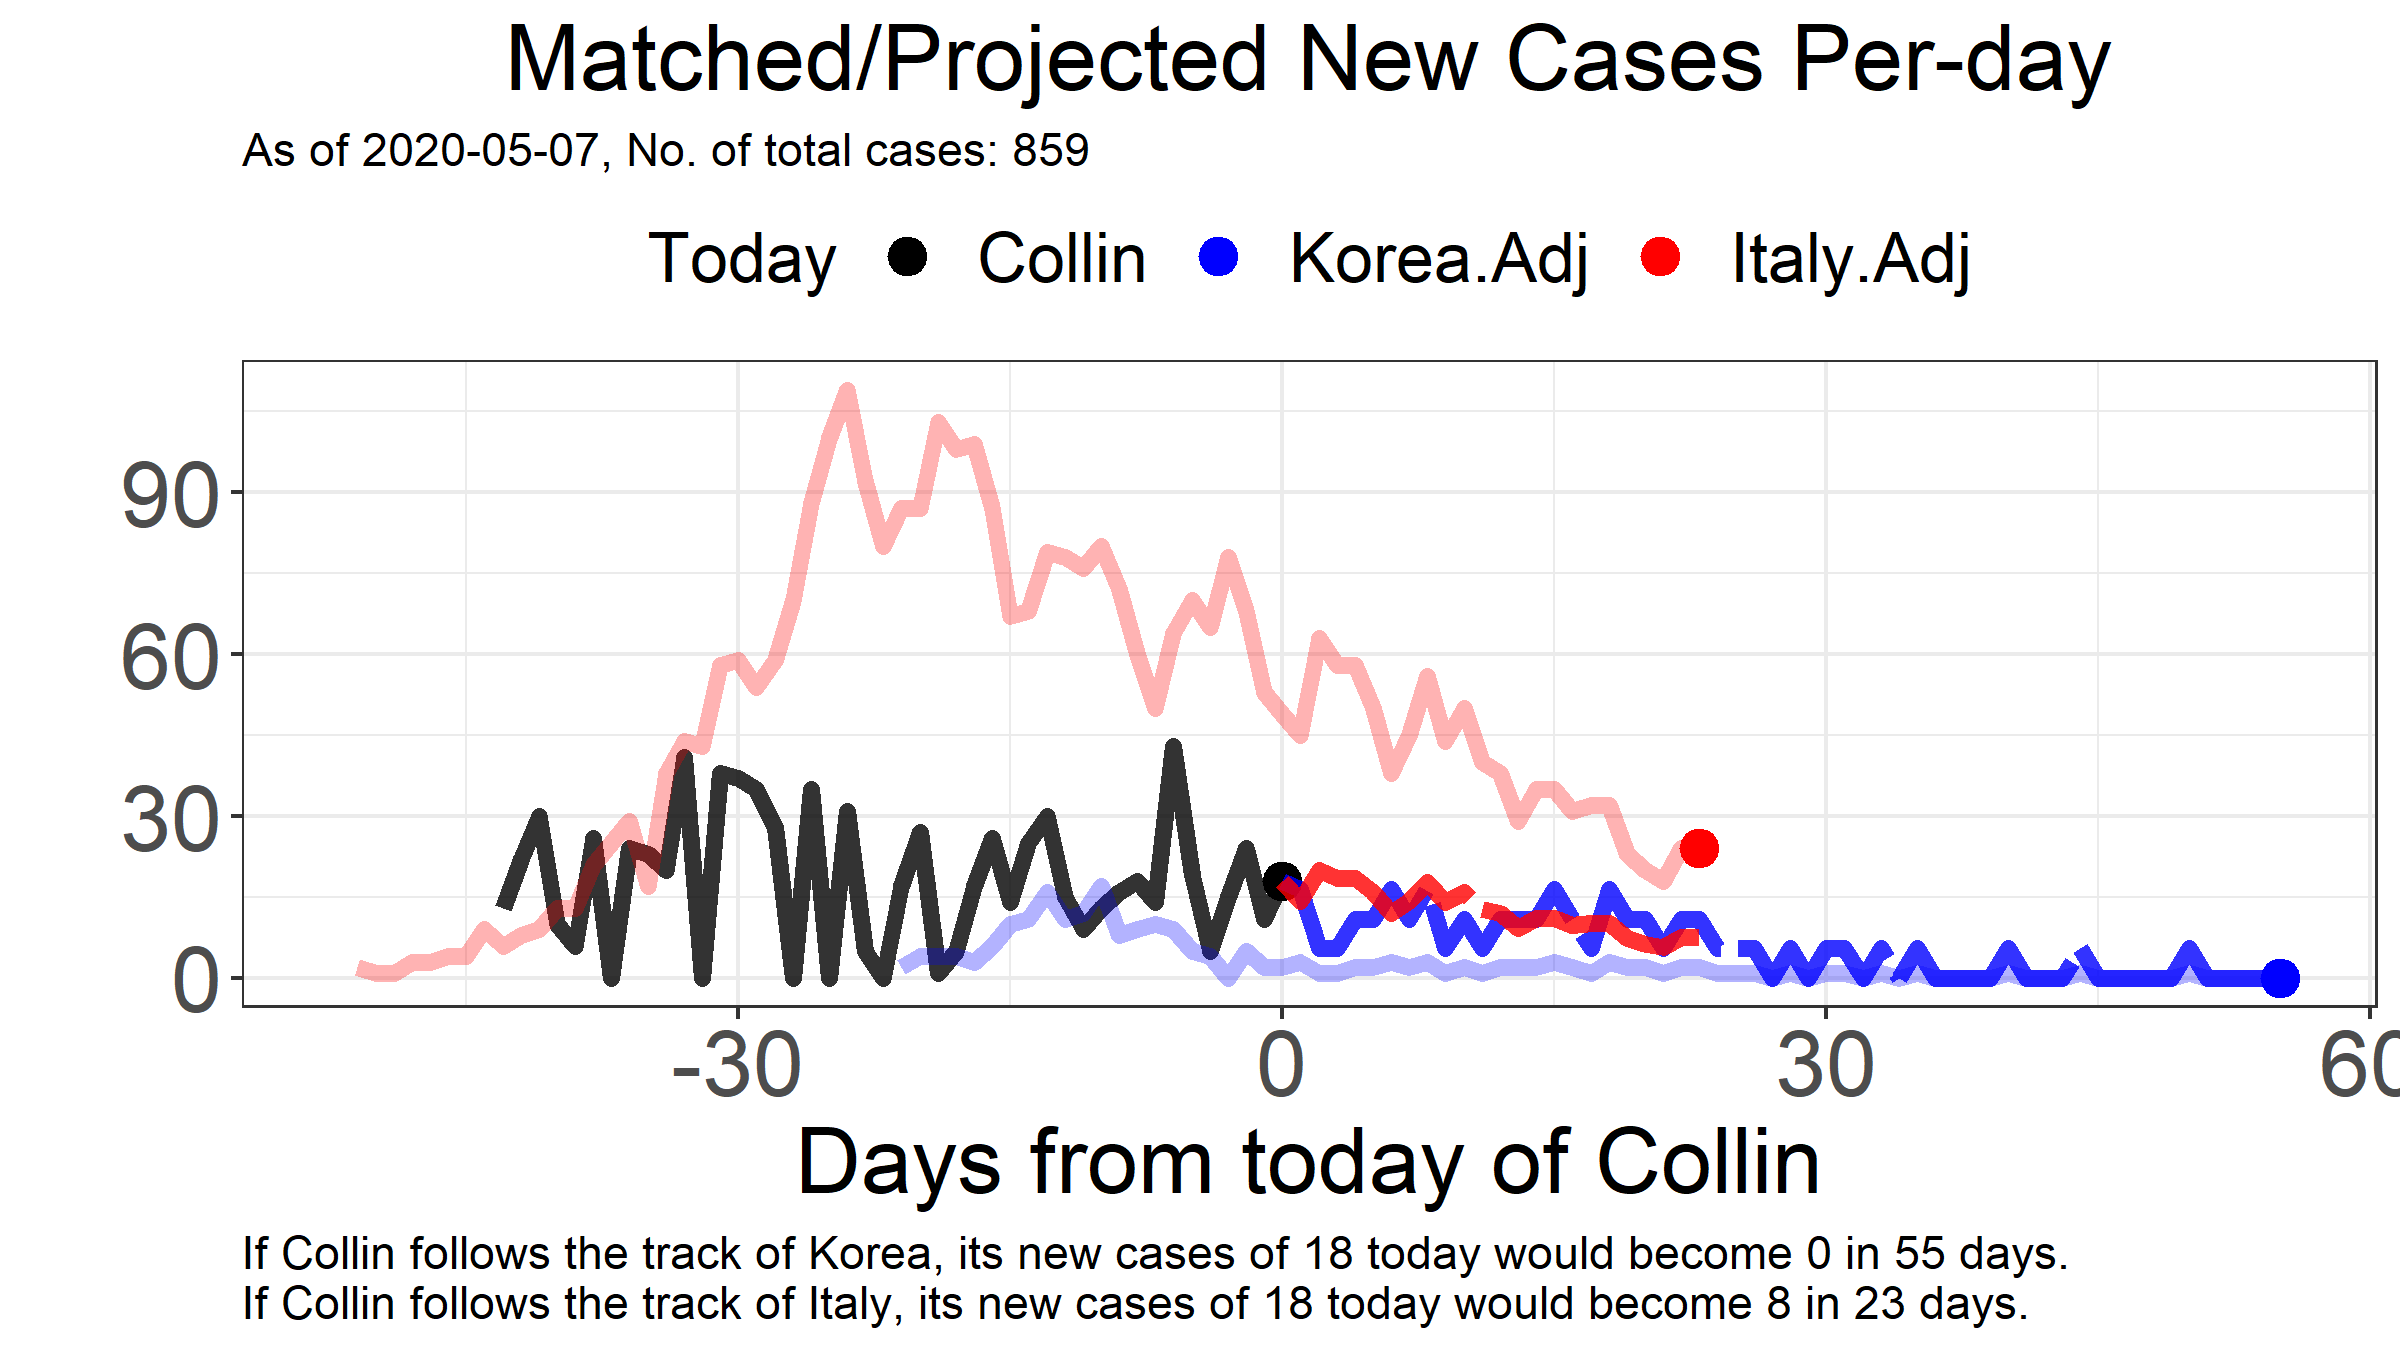 Matched/Projected New Cases Per-day
As of 2020-05-07, No. of total cases: 859
Today Collin Korea.Adj Italy.Adj
90
60
30
0
-30 0 30 60
Days from today of Collin
If Collin follows the track of Korea, its new cases of 18 today would become 0 in 55 days.
If Collin follows the track of Italy, its new cases of 18 today would become 8 in 23 days.